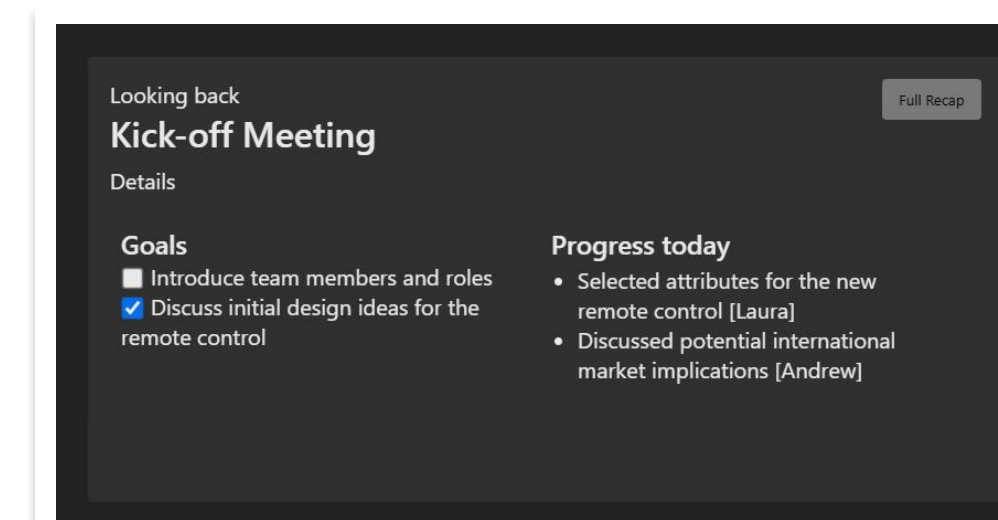 Looking back
Full Recap
Kick-off Meeting
Details
Goals
Introduce team members and roles
Discuss initial design ideas for the
remote control
Progress today
• Selected attributes for the new
remote control [Laura]
• Discussed potential international
market implications [Andrew]